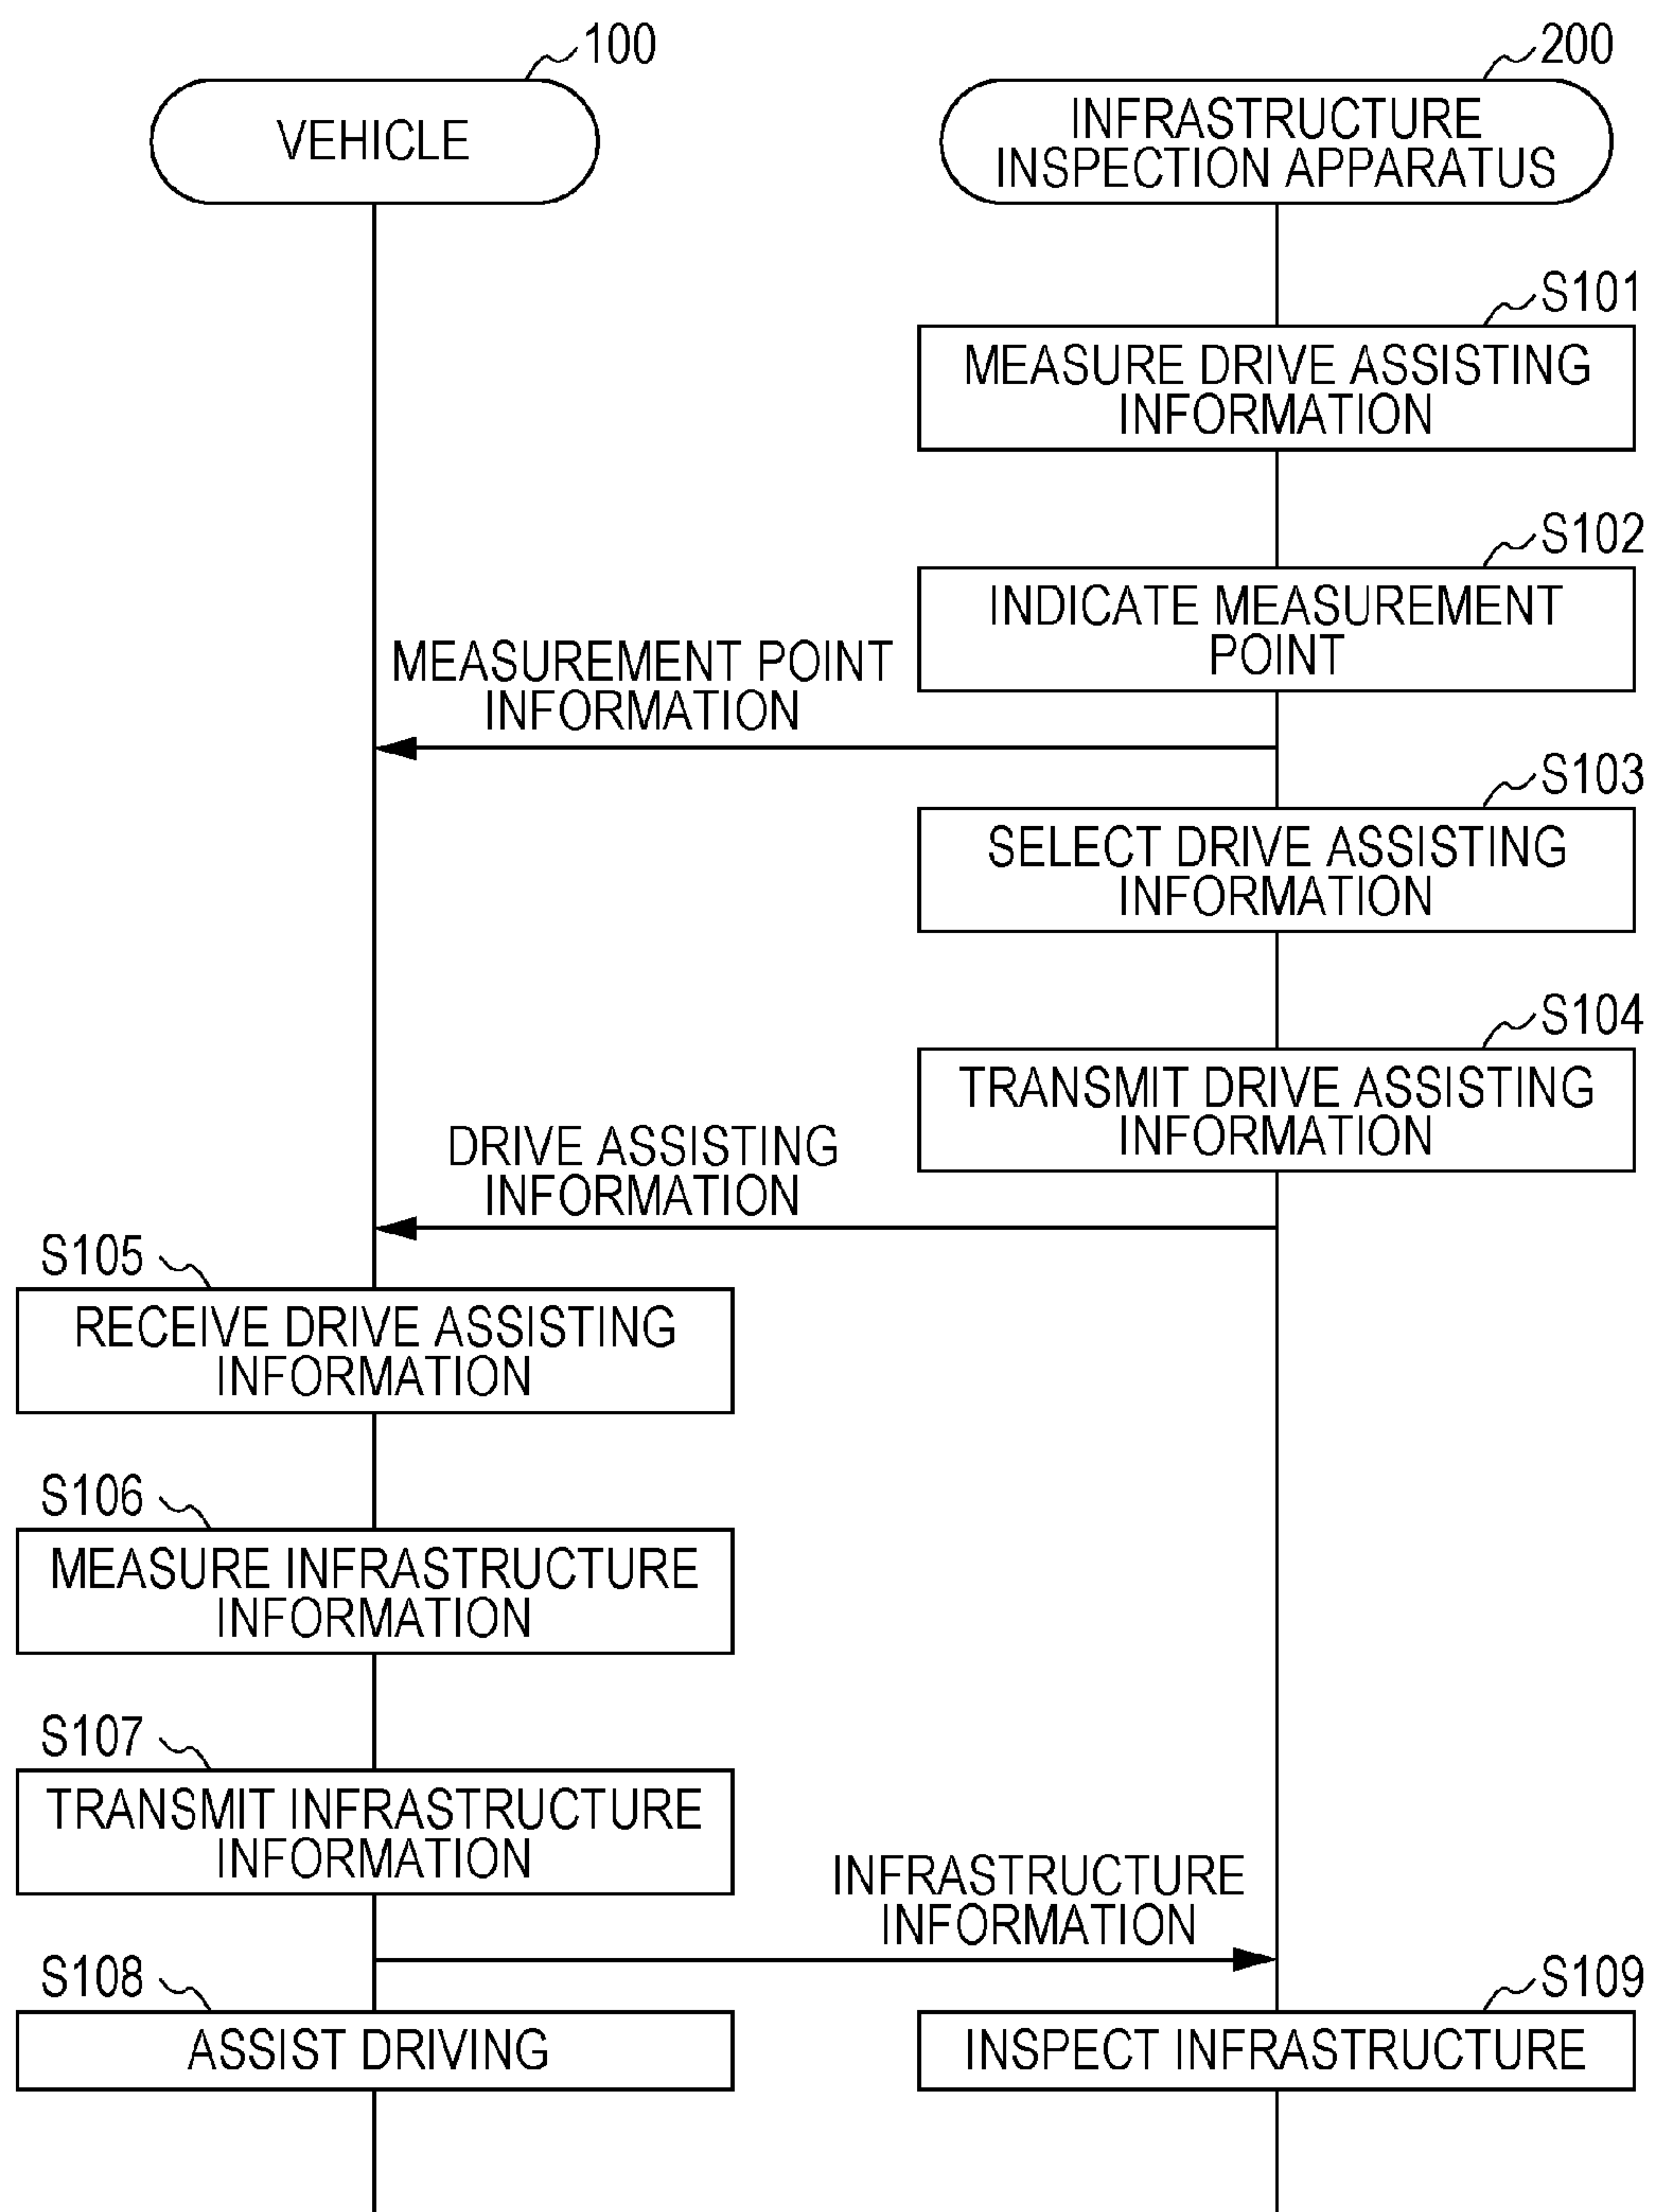 100
200
VEHICLE
INFRASTRUCTURE
INSPECTION APPARATUS
S101
MEASURE DRIVE ASSISTING
INFORMATION
S102
INDICATE MEASUREMENT
POINT
MEASUREMENT POINT
INFORMATION
S103
SELECT DRIVE ASSISTING
INFORMATION
S104
TRANSMIT DRIVE ASSISTING
INFORMATION
DRIVE ASSISTING
INFORMATION
S105
RECEIVE DRIVE ASSISTING
INFORMATION
S106
MEASURE INFRASTRUCTURE
INFORMATION
S107
TRANSMIT INFRASTRUCTURE
INFORMATION
INFRASTRUCTURE
INFORMATION
S108
ASSIST DRIVING
S109
INSPECT INFRASTRUCTURE